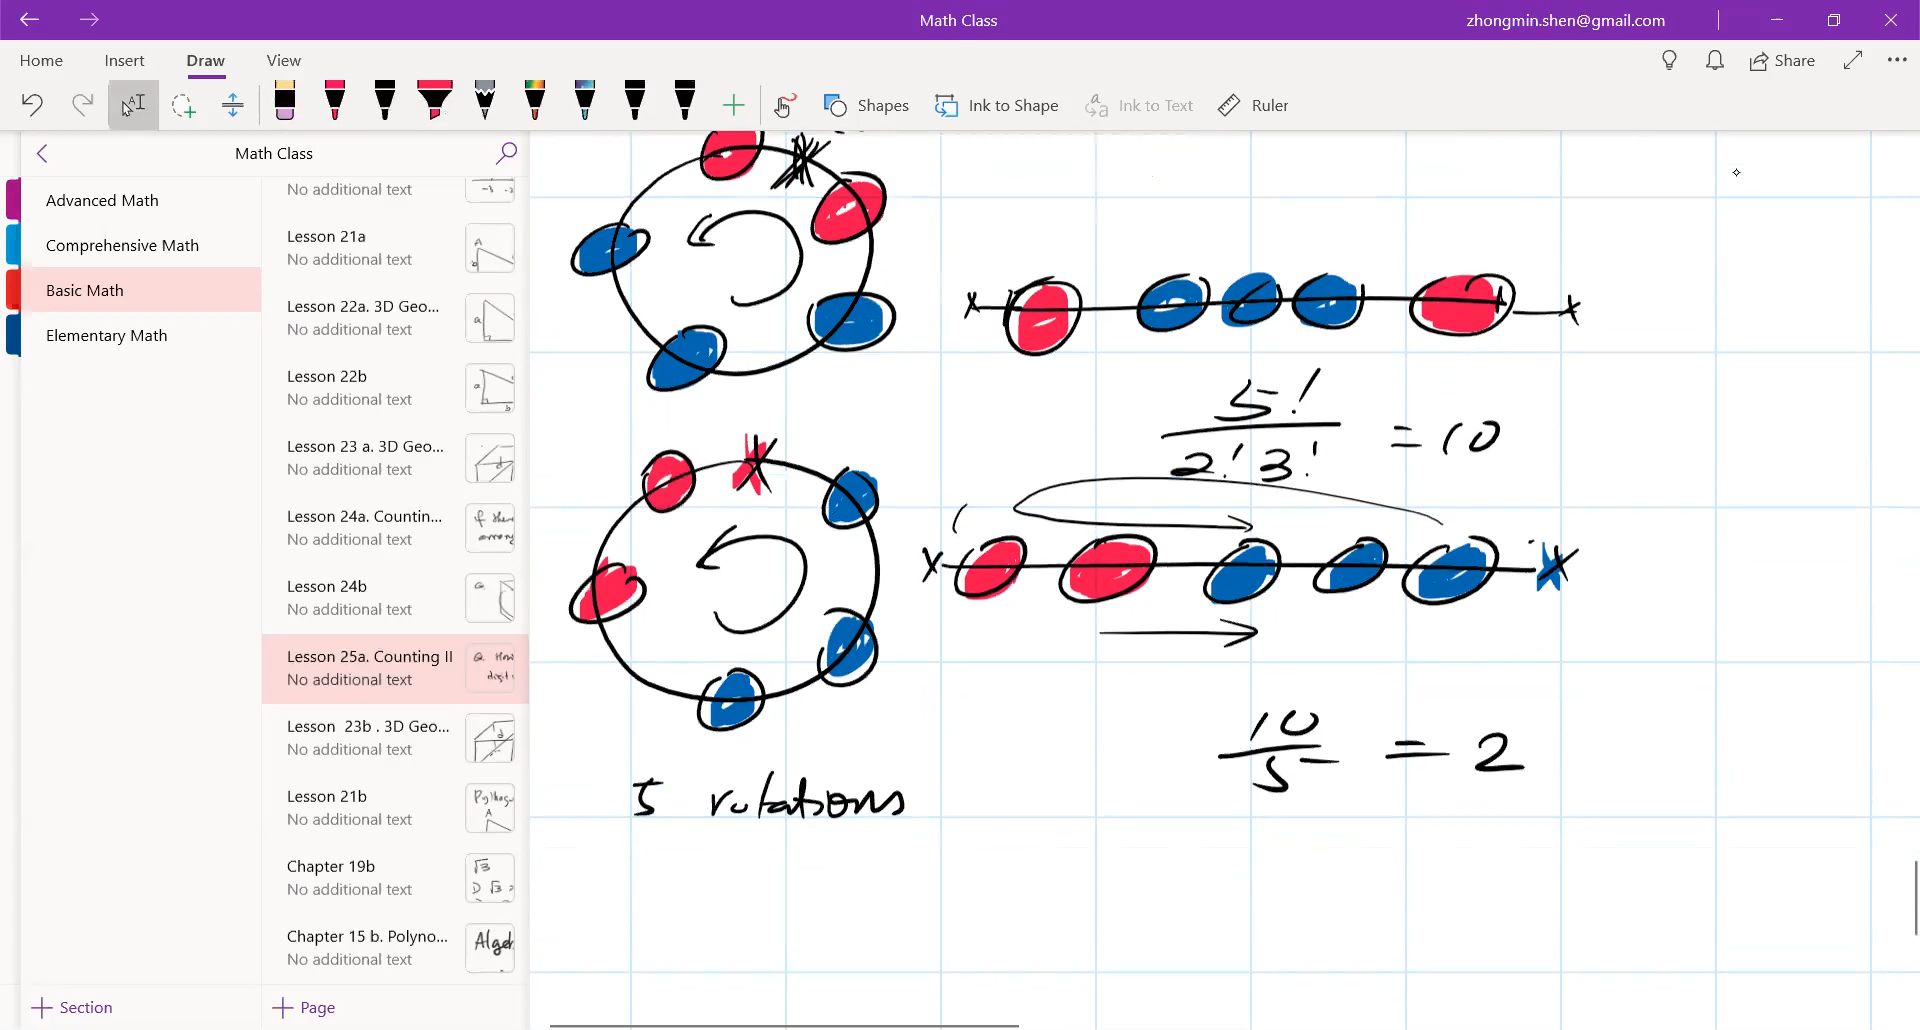 Math Class
zhongmin.shen@gmail.com
Home Insert Draw View
Share
Shapes
Ink to Shape
Ink to Text
Ruler
Math Class
Advanced Math
Comprehensive Math
Basic Math
Elementary Math
Section
No additional text
Lesson 21a
No additional text
Lesson 22a. 3D Geo...
No additional text
Lesson 22b
No additional text
Lesson 23 a. 3D Geo...
No additional text
Lesson 24a. Countin...
No additional text
Lesson 24b
No additional text
Lesson 25a. Counting II
No additional text
Lesson 23b . 3D Geo...
No additional text
Lesson 21b
No additional text
Chapter 19b
No additional text
Chapter 15 b. Polyno...
No additional text
Page
x x
5!
2! 3!
= 10
x x
10
5
= 2
5 rotations